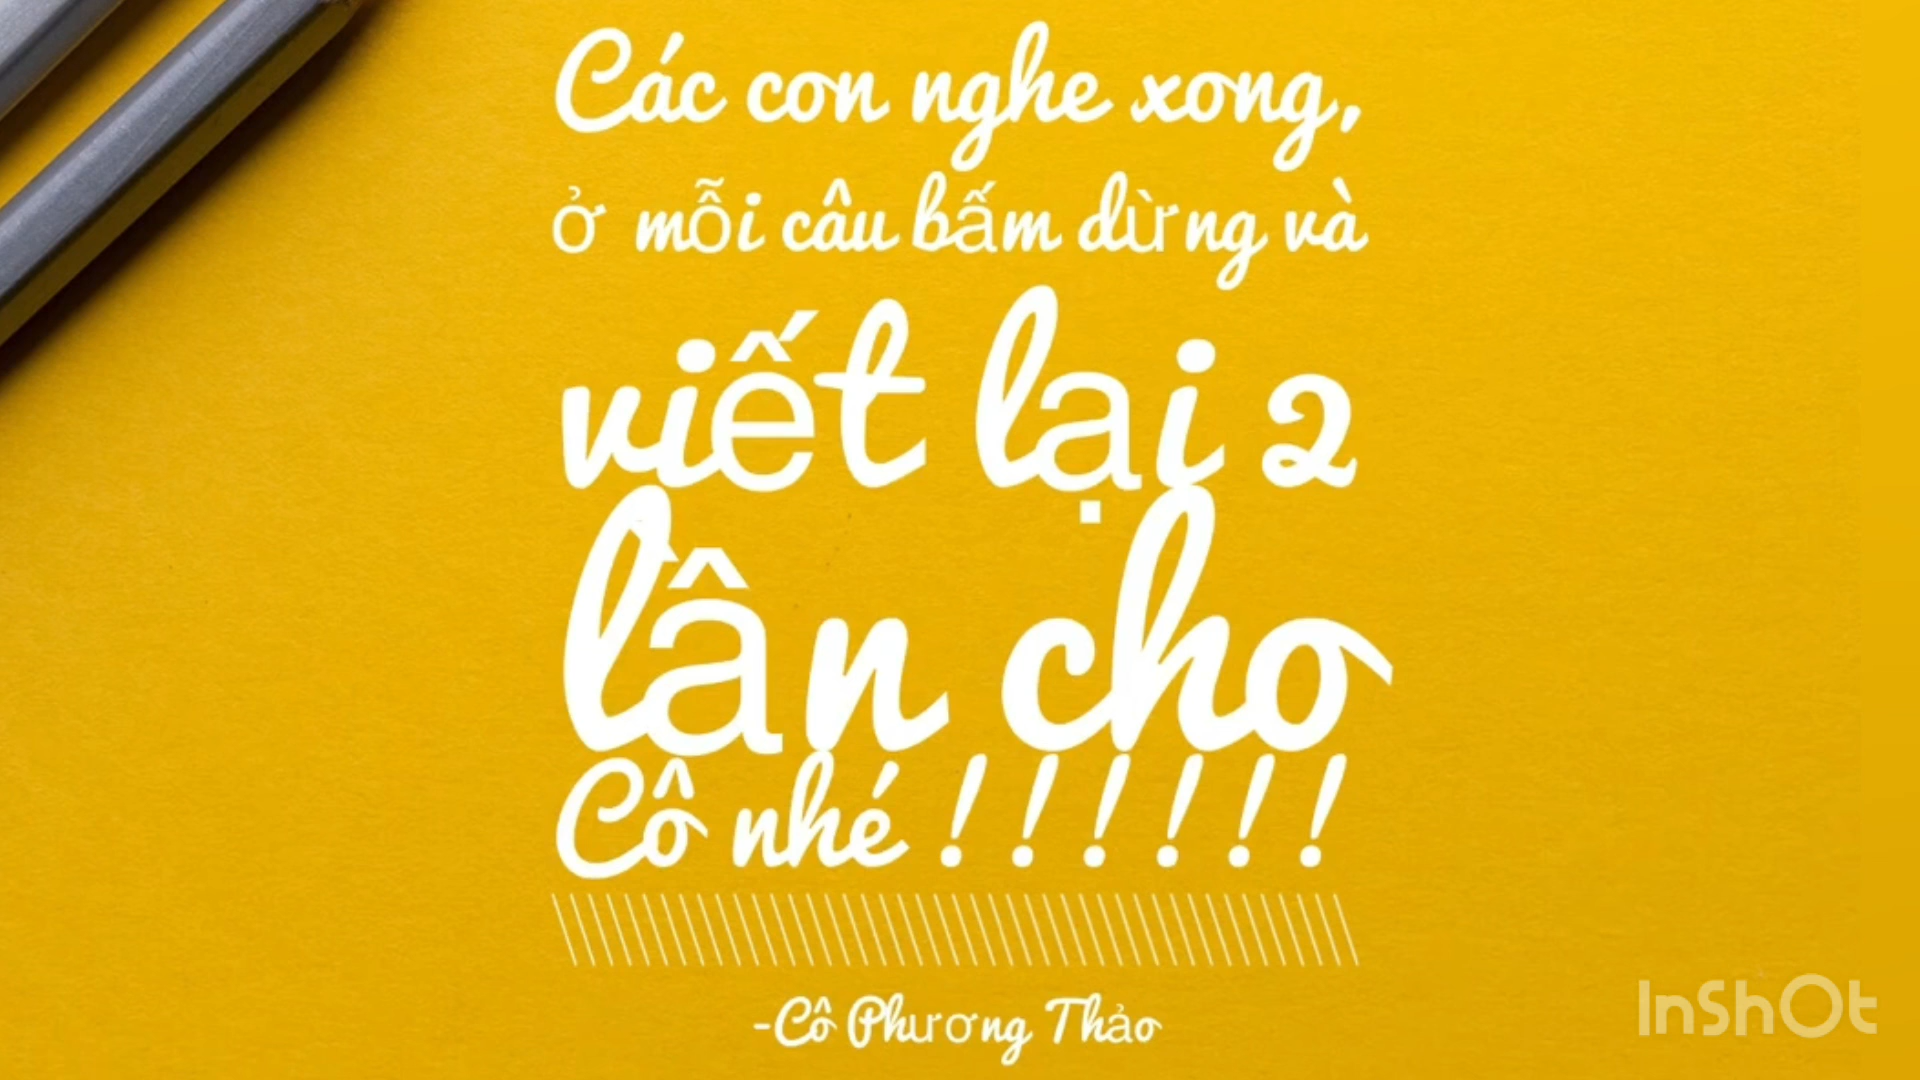 Các con nghe xong,
ở mỗi câu bấm dừng và
viết lại 2
lần cho
Cô nhé !!!!!!
-Cô Phương Thảo
InShOt